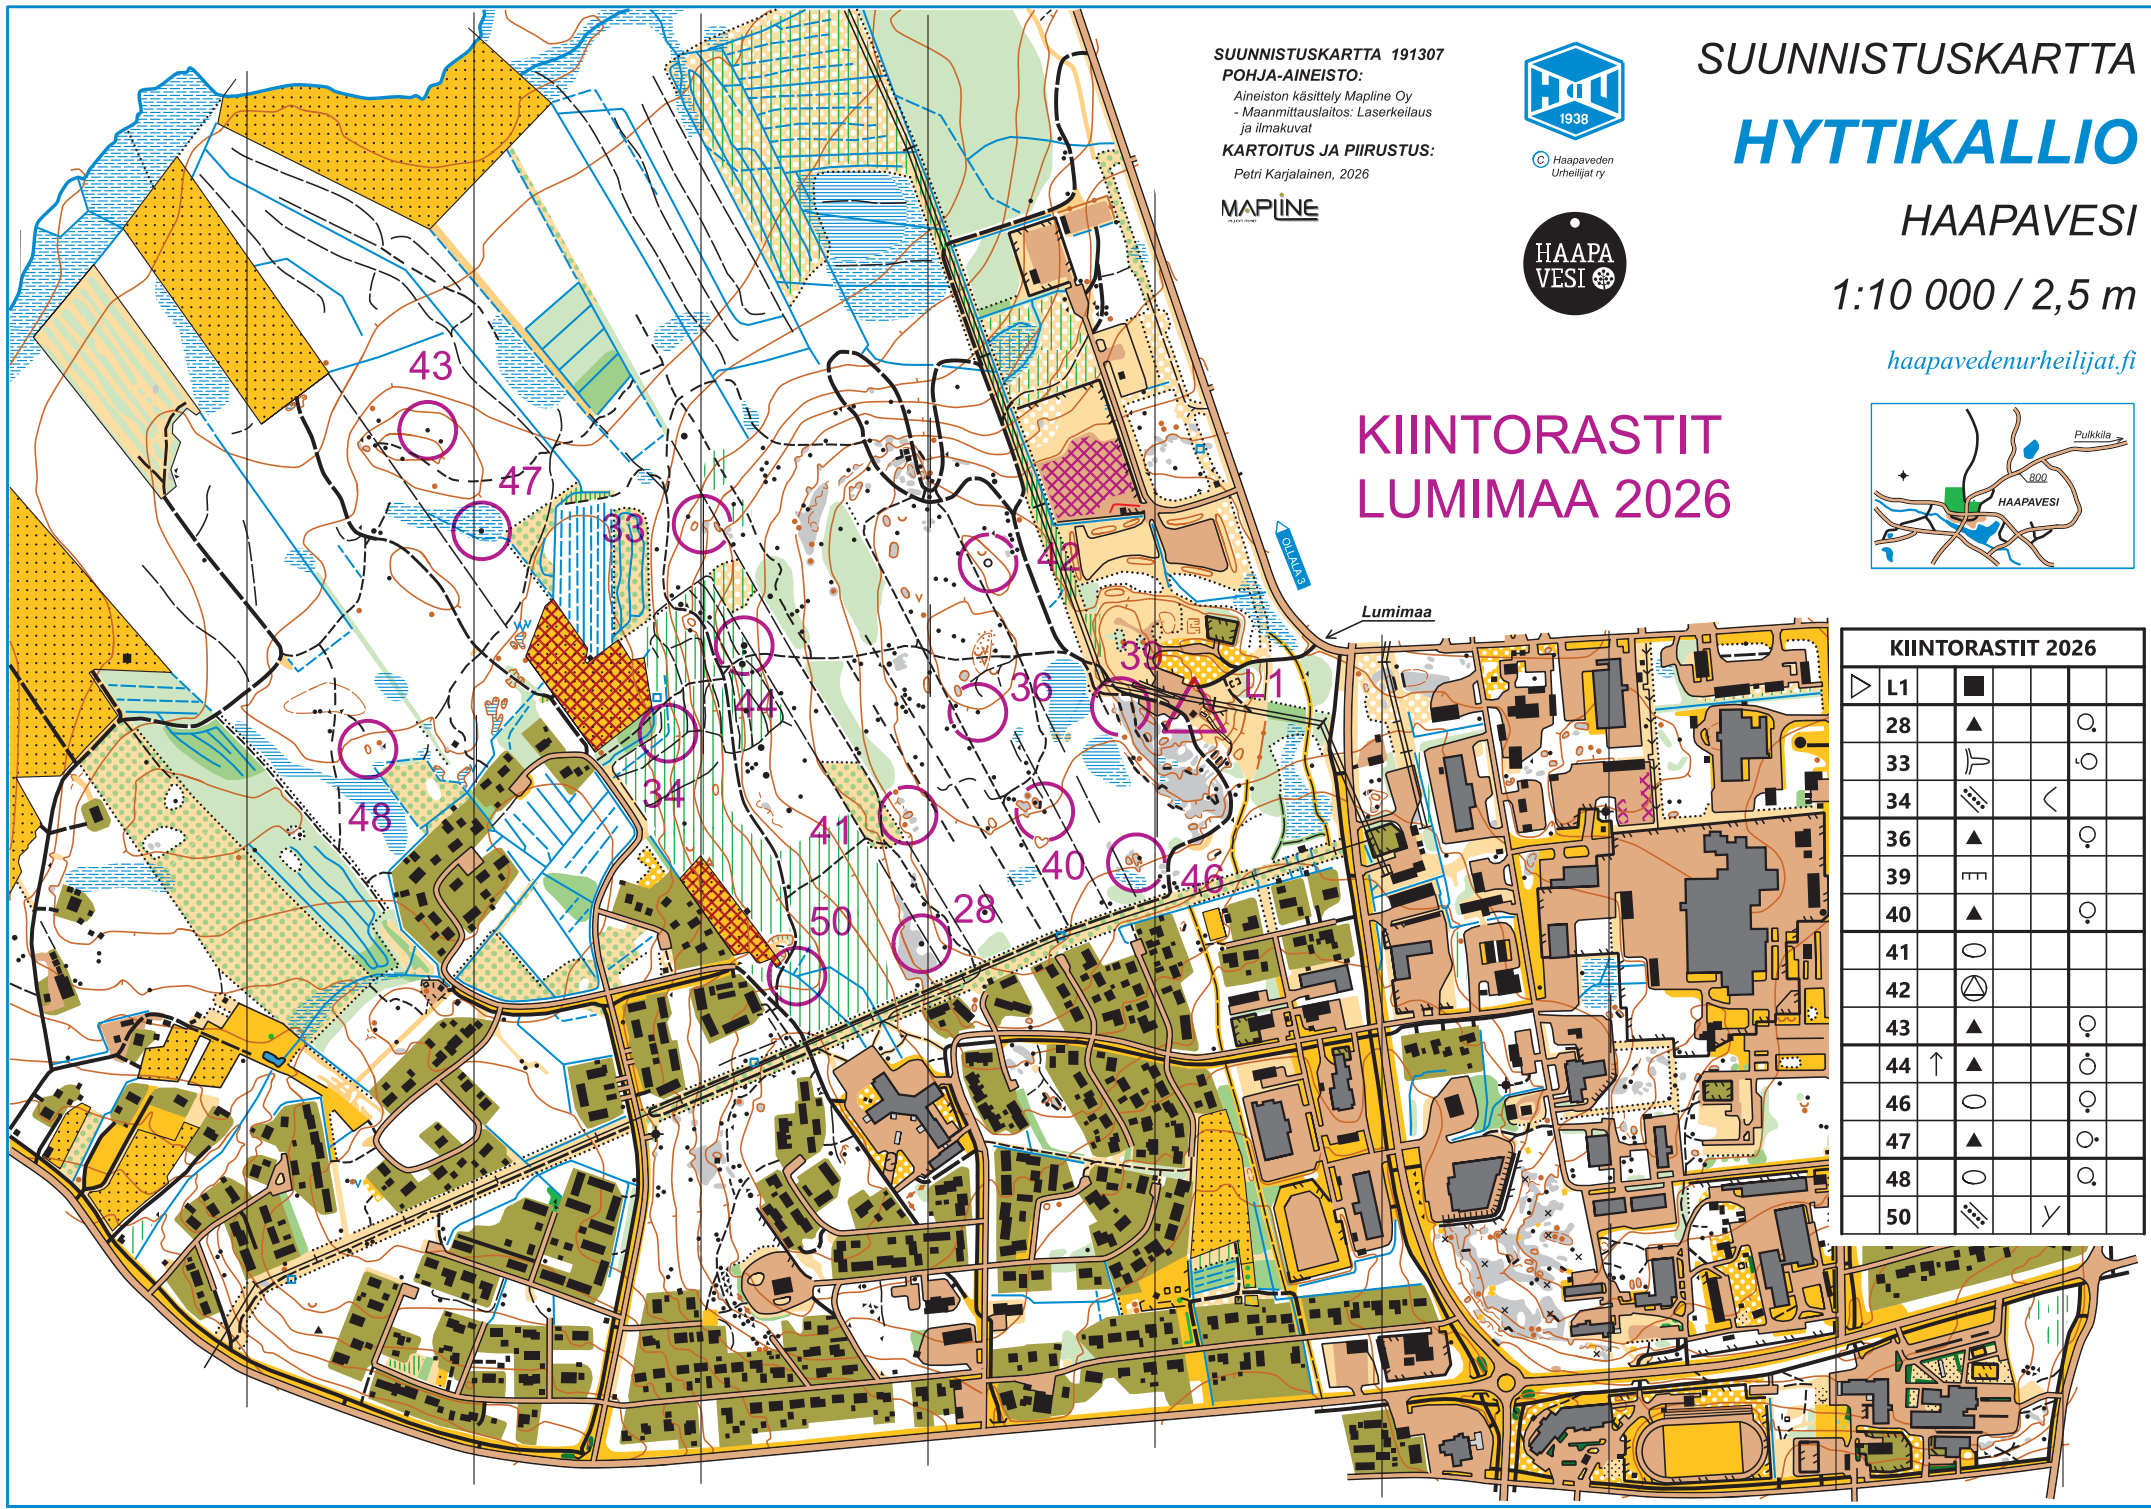 SUUNNISTUSKARTTA 191307
POHJA-AINEISTO:
Aineiston käsittely Mapline Oy
- Maanmittauslaitos: Laserkeilaus
ja ilmakuvat
KARTOITUS JA PIIRUSTUS:
Petri Karjalainen, 2026
MAPLINE
HU
1938
© Haapaveden
Urheilijat ry
HAAPA
VESI
SUUNNISTUSKARTTA
HYTTIKALLIO
HAAPAVESI
1:10 000 / 2,5 m
haapavedenurheilijat.fi
KIINTORASTIT
LUMIMAA 2026
Pulkkila
800
HAAPAVESI
OLLALA 3
Lumimaa
43
47
33
42
39
L1
36
44
34
48
41
40
46
28
50
KIINTORASTIT 2026
L1
28
33
34
36
39
40
41
42
43
44
46
47
48
50